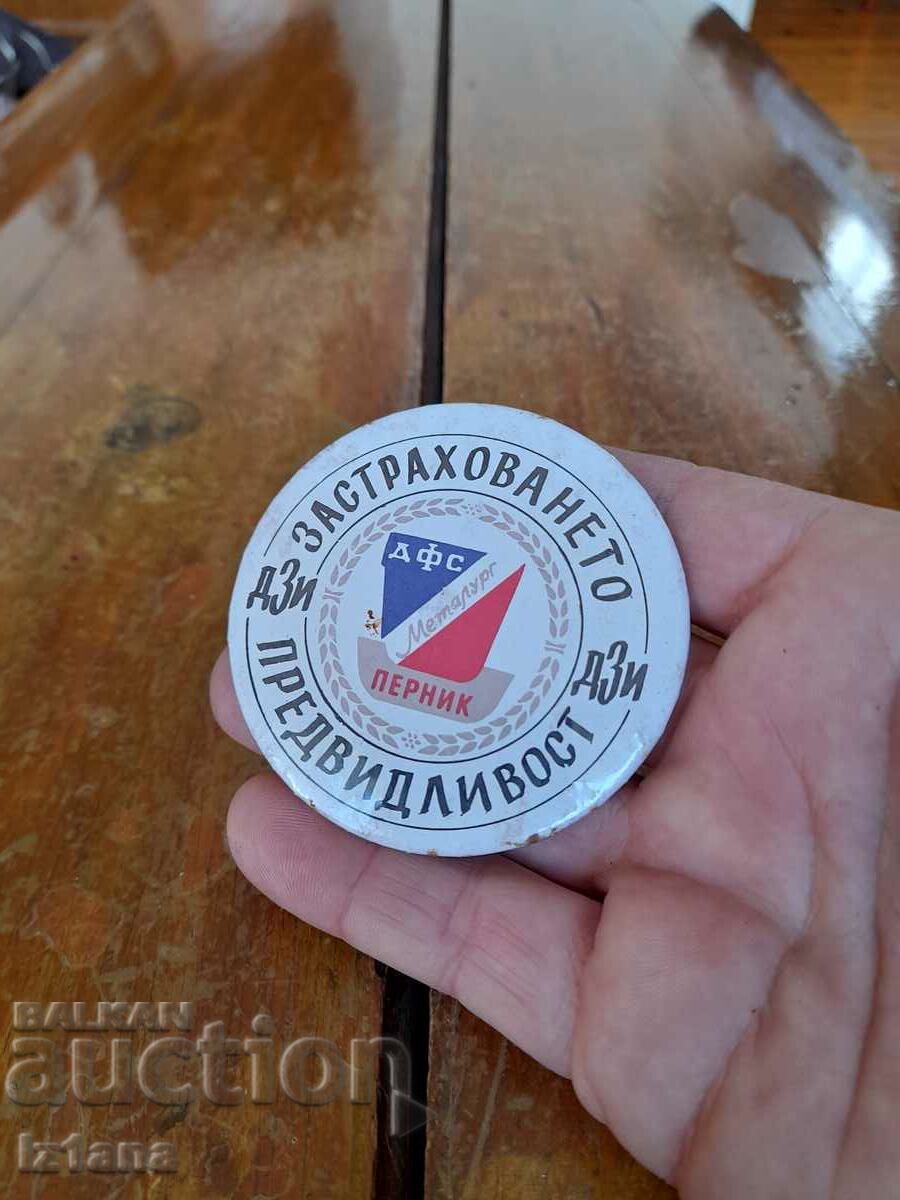 ЗАСТРАХОВАНЕТО
ДЗИ
ДЗИ
ПРЕДВИДЛИВОСТ
ДФС
Металург
ПЕРНИК
BALKAN
auction
iz1ana